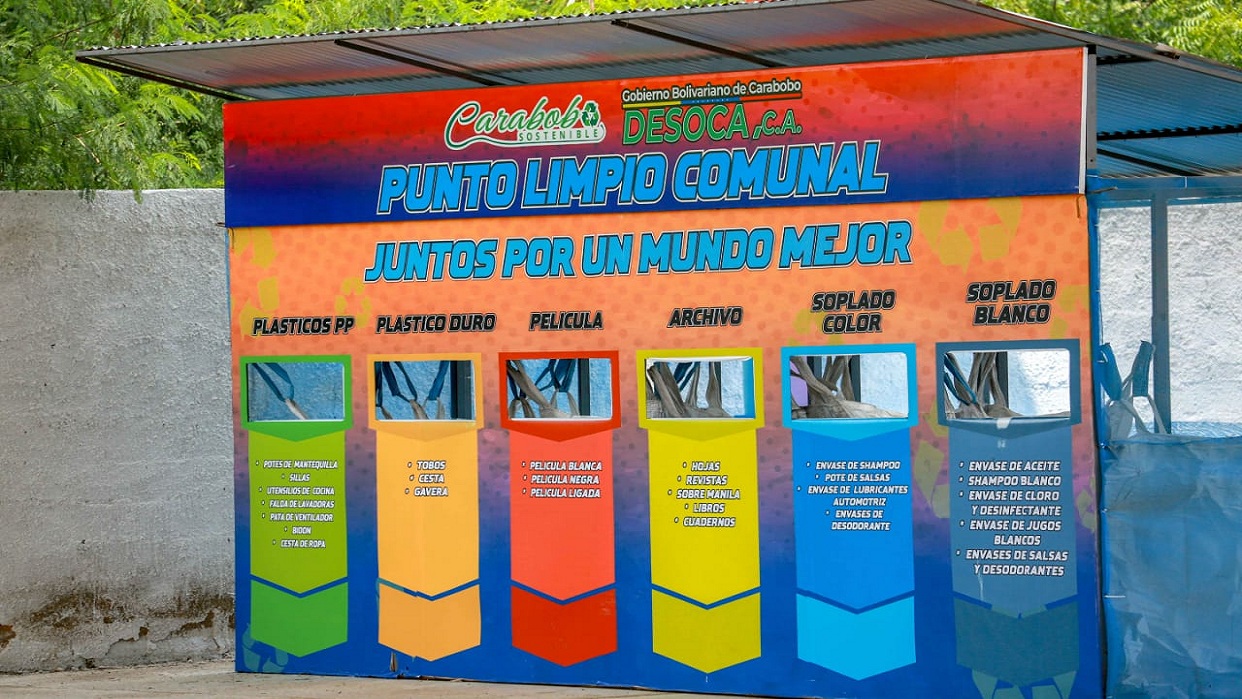 Carabobo
SOSTENIBLE
Gobierno Bolivariano de Carabobo
DESOCA, C.A.
PUNTO LIMPIO COMUNAL
JUNTOS POR UN MUNDO MEJOR
PLASTICOS PP
• POTES DE MANTEQUILLA
• SILLAS
• UTENSILIOS DE COCINA
• FALDA DE LAVADORAS
• PATA DE VENTILADOR
• BIDON
• CESTA DE ROPA
PLASTICO DURO
• TOBOS
• CESTA
• GAVERA
PELICULA
• PELICULA BLANCA
• PELICULA NEGRA
• PELICULA LIGADA
ARCHIVO
• HOJAS
• REVISTAS
• SOBRE MANILA
• LIBROS
• CUADERNOS
SOPLADO
COLOR
• ENVASE DE SHAMPO
• POTE DE SALSAS
• ENVASE DE LUBRICANTES
AUTOMOTRIZ
• ENVASES DE
DESODORANTE
SOPLADO
BLANCO
• ENVASE DE ACEITE
• SHAMPOO BLANCO
• ENVASE DE CLORO
Y DESINFECTANTE
• ENVASE DE JUGOS
BLANCOS
• ENVASES DE SALSAS
Y DESODORANTES